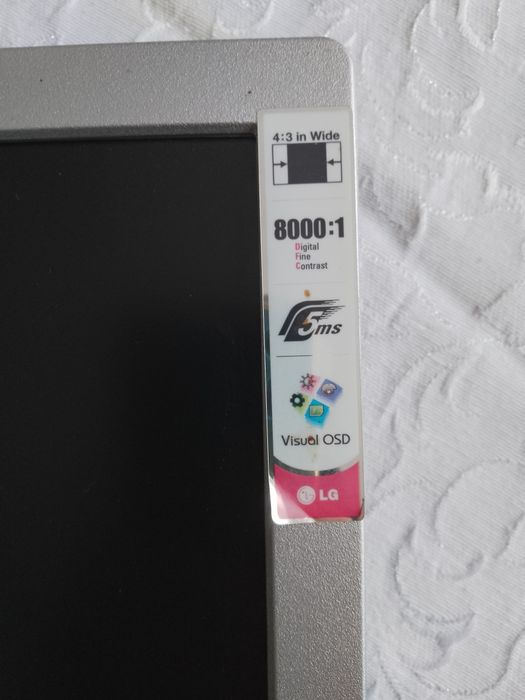 4:3 in Wide
8000:1
Digital
Fine
Contrast
5ms
Visual OSD
LG